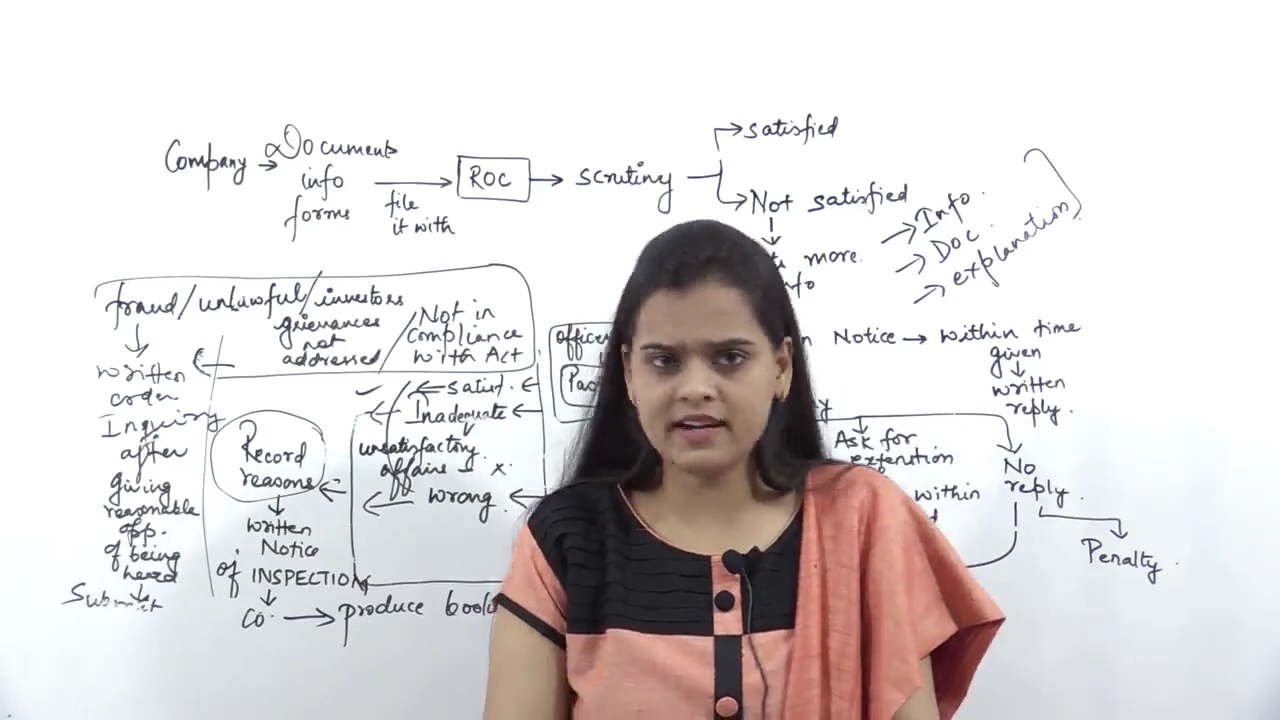 Company → Documents
info
forms
file
it with
ROC → scrutiny
→ satisfied
→ Not satisfied
more
→ Info.
→ Doc
→ explanation
Notice → within time
given
written
reply.
Ask for
extension
within
No
reply.
Penalty
officer
fraud/unlawful/investors
grievances
not
addressed
/ Not in
compliance
with Act
satisf.
Inadequate
unsatisfactory
affairs – x.
wrong
Record
reasons
written
Notice
of INSPECTION
Co. → produce
written
order
Inquiry
after
giving
reasonable
opp.
of being
heard
Submit